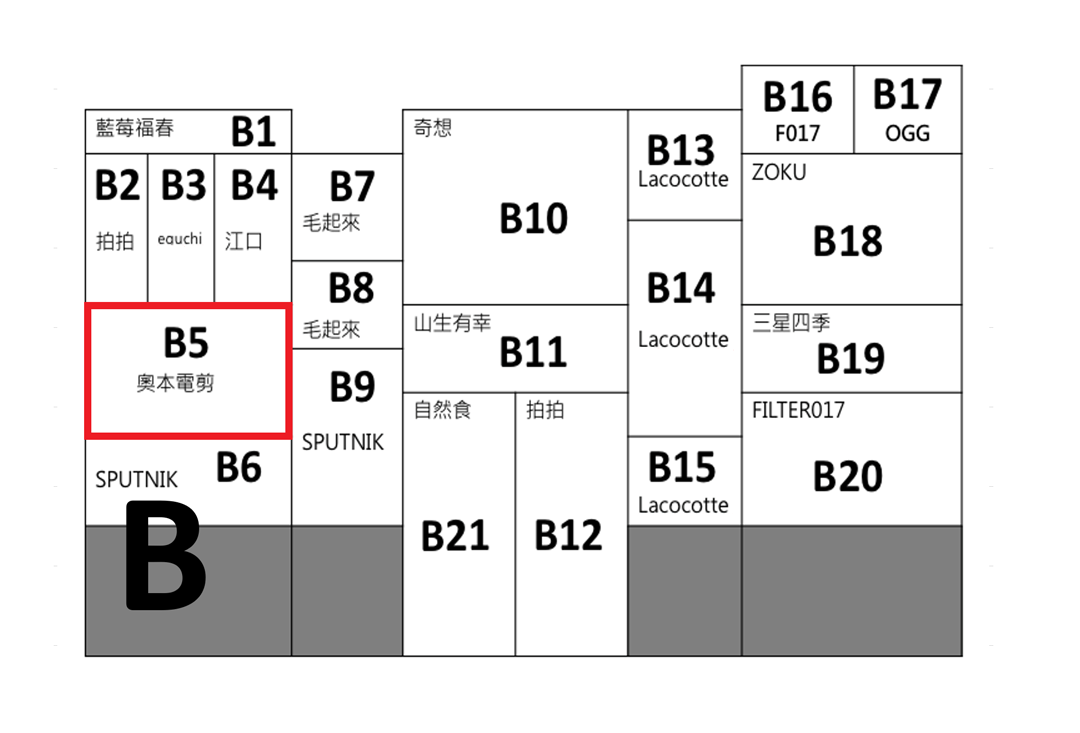 藍莓福春 B1
B2
拍拍
B3
eguchi
B4
江口
B5
奧本電剪
B6
SPUTNIK
B
B7
毛起來
B8
毛起來
B9
SPUTNIK
奇想
B10
山生有幸
B11
自然食
B21
拍拍
B12
B13
Lacocotte
B14
Lacocotte
B15
Lacocotte
B16
F017
B17
OGG
ZOKU
B18
三星四季
B19
FILTER017
B20